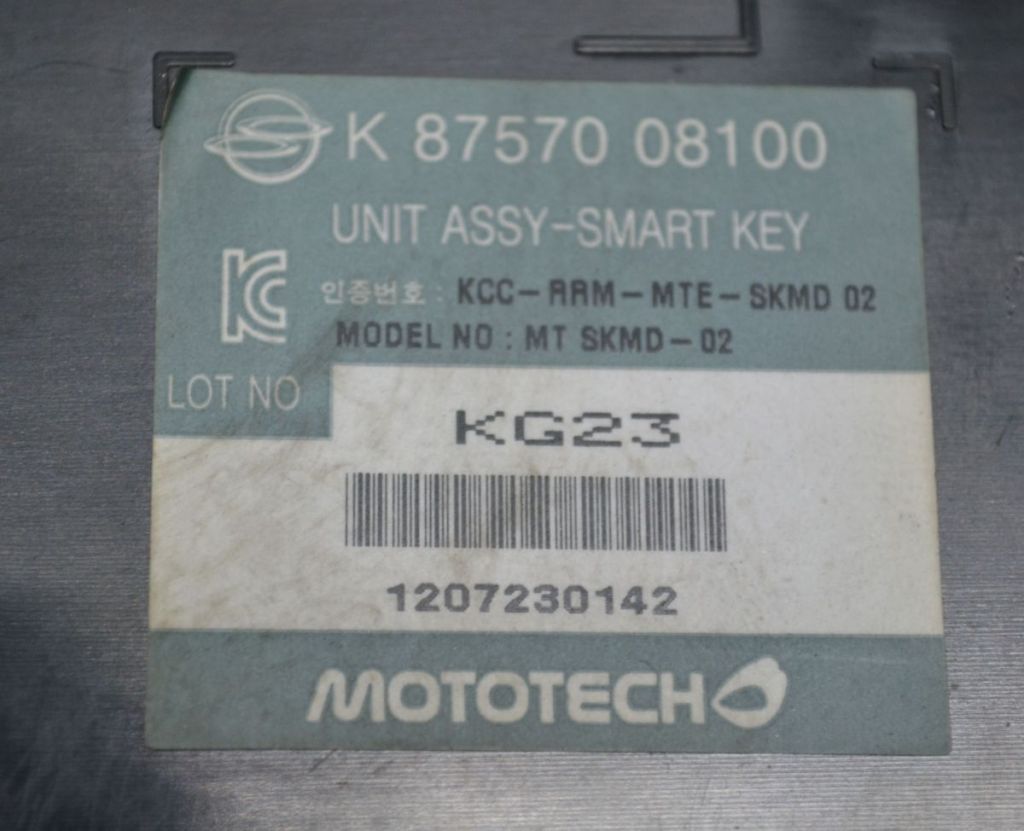 K 87570 08100
UNIT ASSY-SMART KEY
KC
인증번호 : KCC-RRM-MTE-SKMD 02
MODEL NO : MT SKMD-02
LOT NO
KG23
1207230142
MOTOTECH